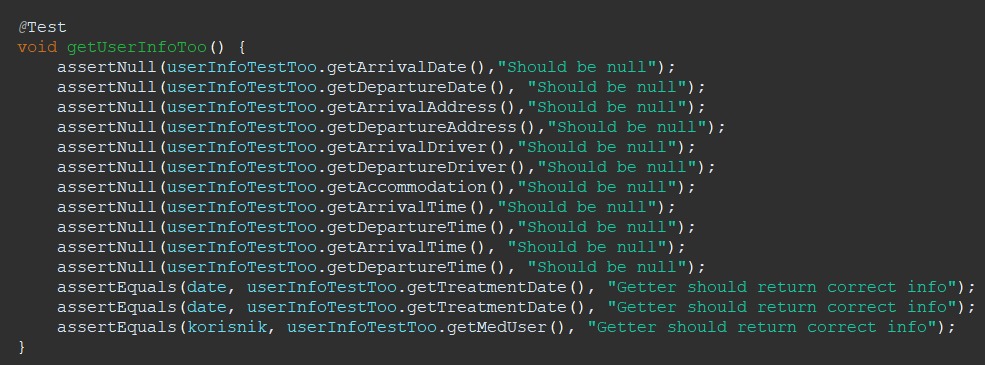 @Test
void getUserInfoToo() {
    assertNull(userInfoTestToo.getArrivalDate(),"Should be null");
    assertNull(userInfoTestToo.getDepartureDate(), "Should be null");
    assertNull(userInfoTestToo.getArrivalAddress(),"Should be null");
    assertNull(userInfoTestToo.getDepartureAddress(),"Should be null");
    assertNull(userInfoTestToo.getArrivalDriver(),"Should be null");
    assertNull(userInfoTestToo.getDepartureDriver(),"Should be null");
    assertNull(userInfoTestToo.getAccommodation(),"Should be null");
    assertNull(userInfoTestToo.getArrivalTime(),"Should be null");
    assertNull(userInfoTestToo.getDepartureTime(), "Should be null");
    assertNull(userInfoTestToo.getArrivalTime(), "Should be null");
    assertNull(userInfoTestToo.getDepartureTime(), "Should be null");
    assertEquals(date, userInfoTestToo.getTreatmentDate(), "Getter should return correct info");
    assertEquals(date, userInfoTestToo.getTreatmentDate(), "Getter should return correct info");
    assertEquals(korisnik, userInfoTestToo.getMedUser(), "Getter should return correct info");
}